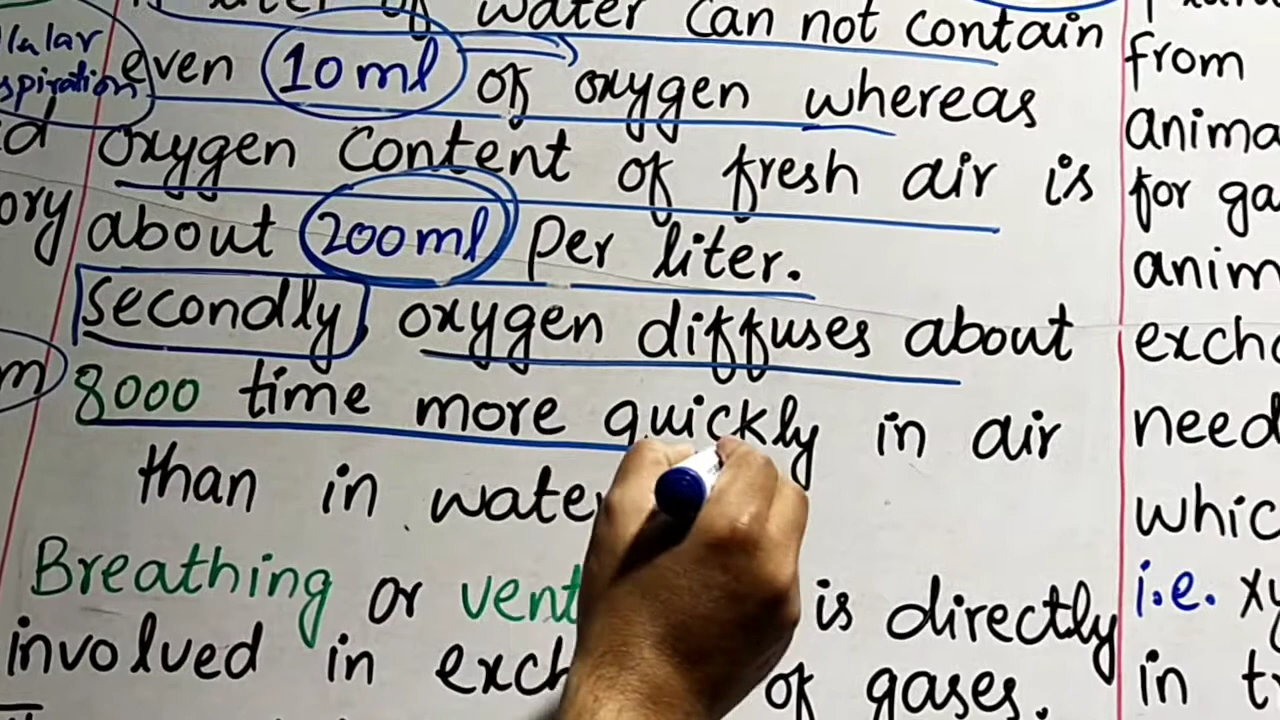 of water can not contain
even 10ml of oxygen whereas
oxygen content of fresh air is
about 200ml per liter.
Secondly, oxygen diffuses about
8000 time more quickly in air
than in wate
Breathing or vent is directly
involved in exch of gases.
from
anima
for ga
anim
excha
need
whic
i.e. xy
in t